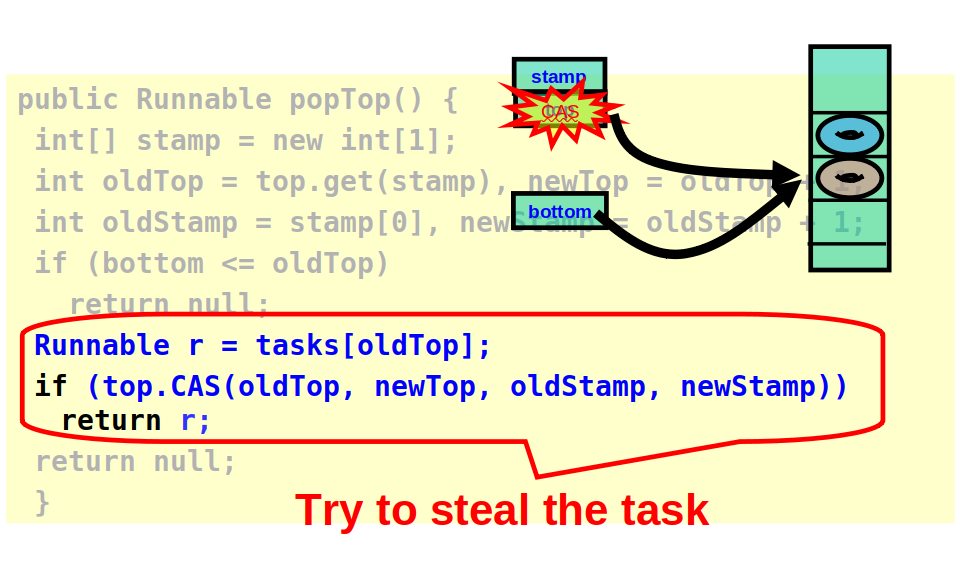 stamp
CAS
public Runnable popTop() {
int[] stamp = new int[1];
int oldTop = top.get(stamp), newTop = oldTop + 1;
bottom
int oldStamp = stamp[0], newStamp = oldStamp + 1;
if (bottom <= oldTop)
return null;
Runnable r = tasks[oldTop];
if (top.CAS(oldTop, newTop, oldStamp, newStamp))
return r;
return null;
}
Try to steal the task